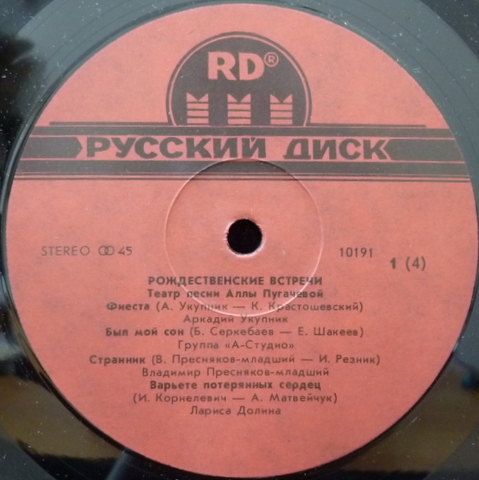 RD®
РУССКИЙ ДИСК
STEREO ꝎO 45
10191
1 (4)
РОЖДЕСТВЕНСКИЕ ВСТРЕЧИ
Театр песни Аллы Пугачевой
Фиеста (А. Укупник — К. Крастошевский)
Аркадий Укупник
Был мой сон (Б. Серкебаев — Е. Шакеев)
Группа «А-Студио»
Странник (В. Пресняков-младший — И. Резник)
Владимир Пресняков-младший
Варьете потерянных сердец
(И. Корнелевич — А. Матвейчук)
Лариса Долина